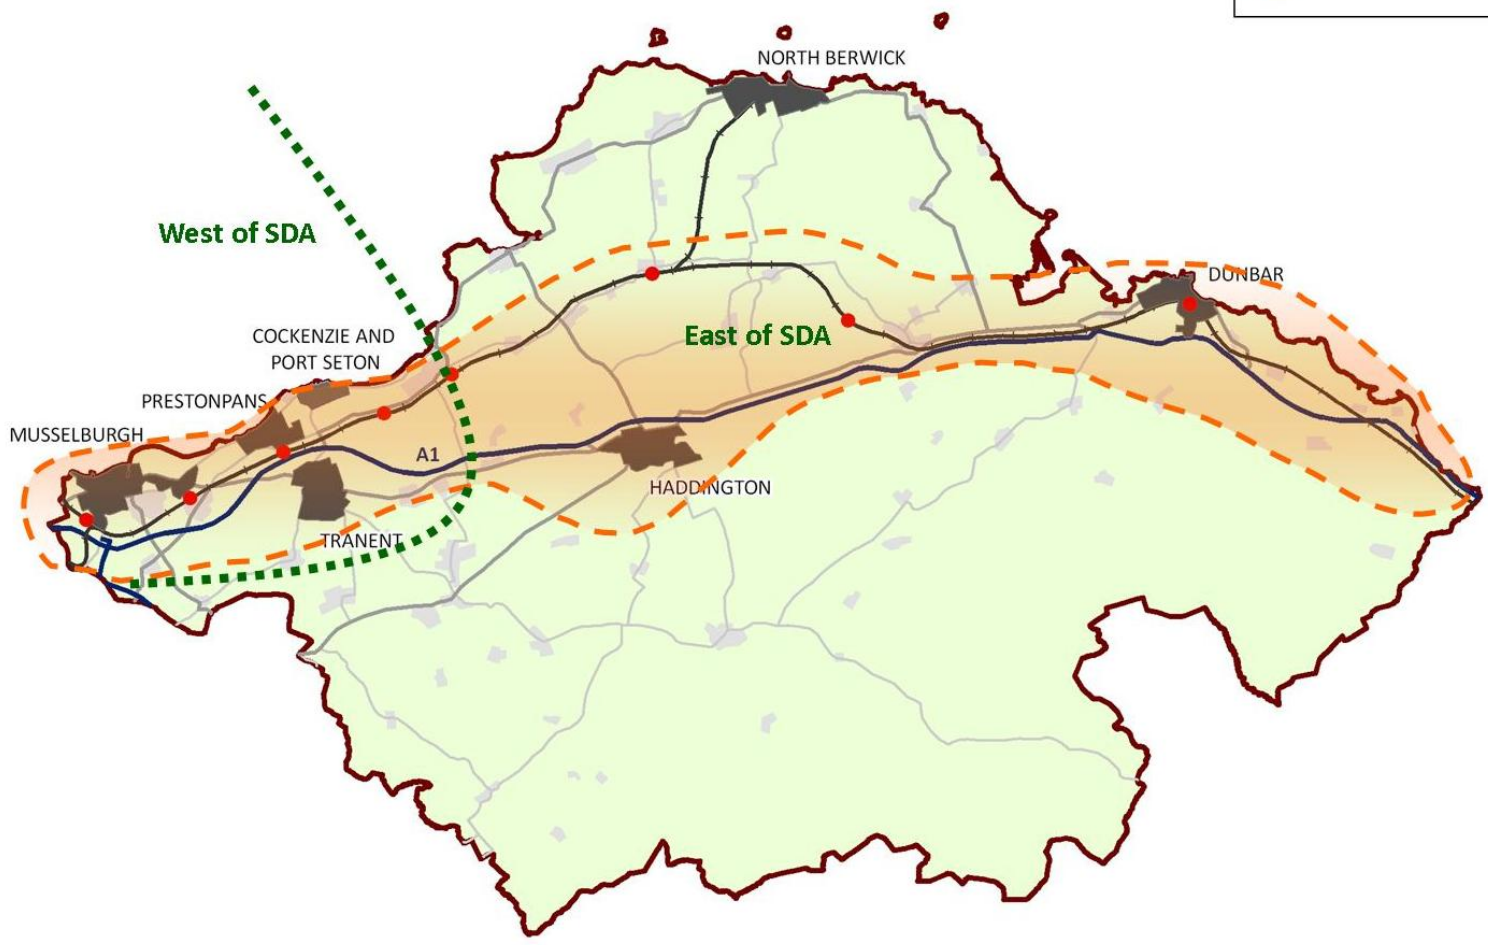 NORTH BERWICK
West of SDA
DUNBAR
COCKENZIE AND
PORT SETON
East of SDA
PRESTONPANS
MUSSELBURGH
A1
HADDINGTON
TRANENT